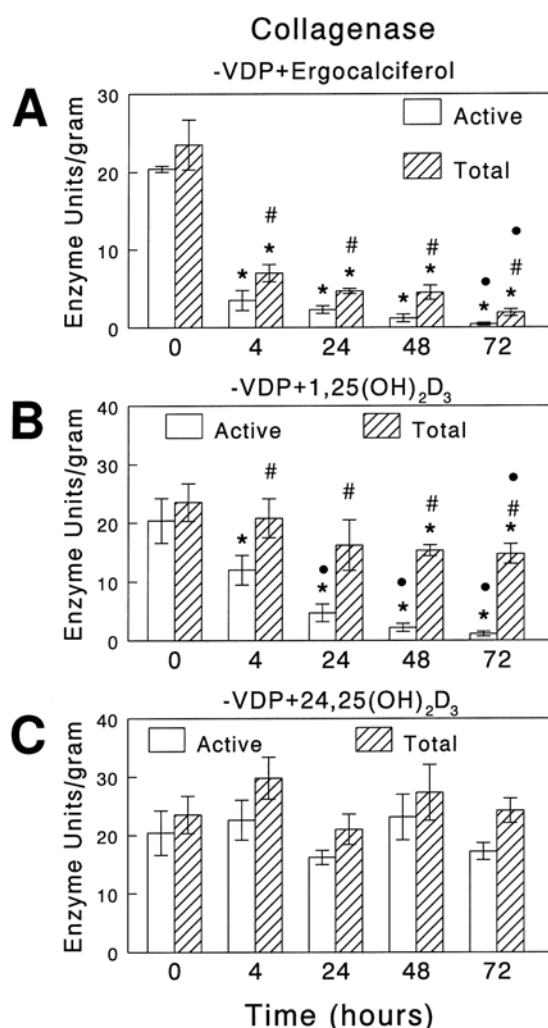 Collagenase
-VDP+Ergocalciferol
A
Enzyme Units/gram
30
20
10
0
Active
Total
#
#
#
#
*
*
*
*
*
*
*
*
•
•
0 4 24 48 72
-VDP+1,25(OH)₂D₃
B
Enzyme Units/gram
40
30
20
10
0
Active Total
#
#
#
#
*
*
*
*
*
*
•
•
•
•
0 4 24 48 72
-VDP+24,25(OH)₂D₃
C
Enzyme Units/gram
40
30
20
10
0
Active Total
0 4 24 48 72
Time (hours)